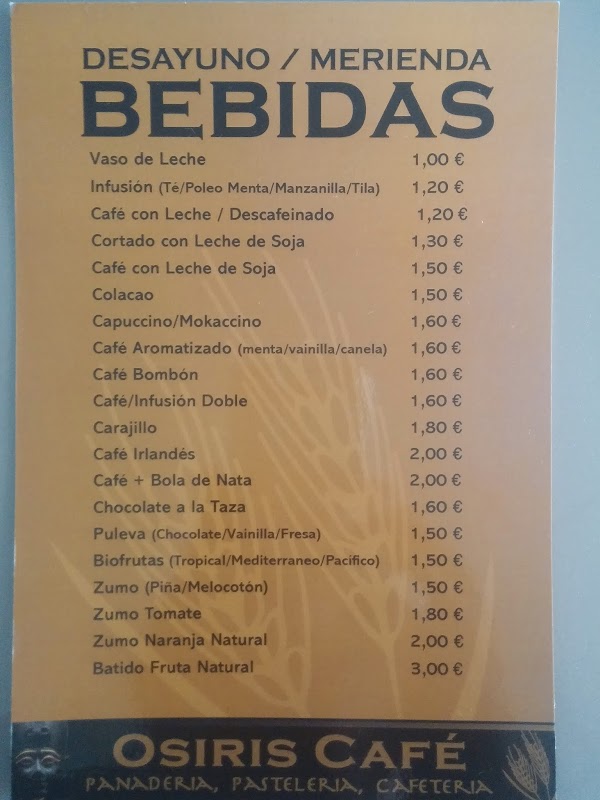 DESAYUNO / MERIENDA
BEBIDAS
Vaso de Leche 1,00 €
Infusión (Té/Poleo Menta/Manzanilla/Tila) 1,20 €
Café con Leche / Descafeinado 1,20 €
Cortado con Leche de Soja 1,30 €
Café con Leche de Soja 1,50 €
Colacao 1,50 €
Capuccino/Mokaccino 1,60 €
Café Aromatizado (menta/vainilla/canela) 1,60 €
Café Bombón 1,60 €
Café/Infusión Doble 1,60 €
Carajillo 1,80 €
Café Irlandés 2,00 €
Café + Bola de Nata 2,00 €
Chocolate a la Taza 1,60 €
Puleva (Chocolate/Vainilla/Fresa) 1,50 €
Biofrutas (Tropical/Mediterraneo/Pacífico) 1,50 €
Zumo (Piña/Melocotón) 1,50 €
Zumo Tomate 1,80 €
Zumo Naranja Natural 2,00 €
Batido Fruta Natural 3,00 €
OSIRIS CAFÉ
PANADERIA, PASTELERIA, CAFETERIA